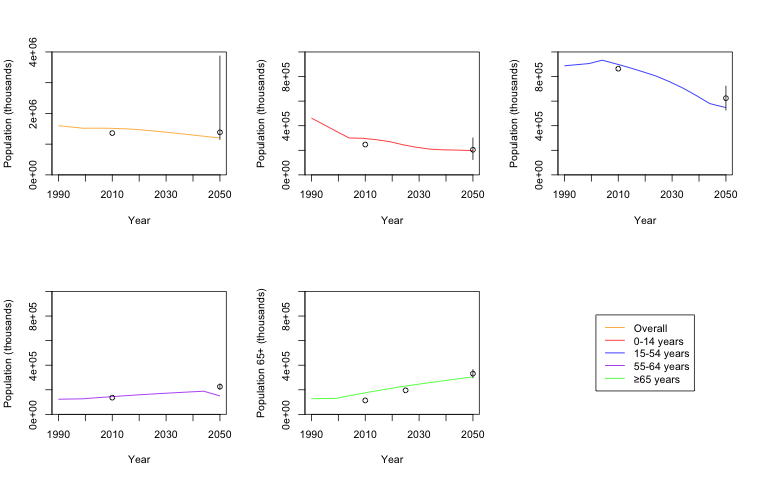 Population (thousands)
4e+06
2e+06
0e+00
1990 2010 2030 2050
Year
Population (thousands)
8e+05
4e+05
0e+00
1990 2010 2030 2050
Year
Population (thousands)
8e+05
4e+05
0e+00
1990 2010 2030 2050
Year
Population (thousands)
8e+05
4e+05
0e+00
1990 2010 2030 2050
Year
Population 65+ (thousands)
8e+05
4e+05
0e+00
1990 2010 2030 2050
Year
Overall
0-14 years
15-54 years
55-64 years
≥65 years